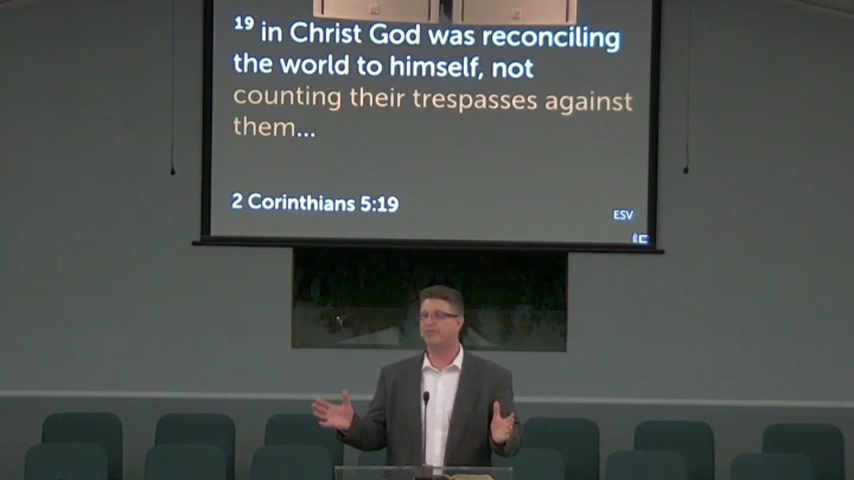 19 in Christ God was reconciling
the world to himself, not
counting their trespasses against
them...
2 Corinthians 5:19
ESV